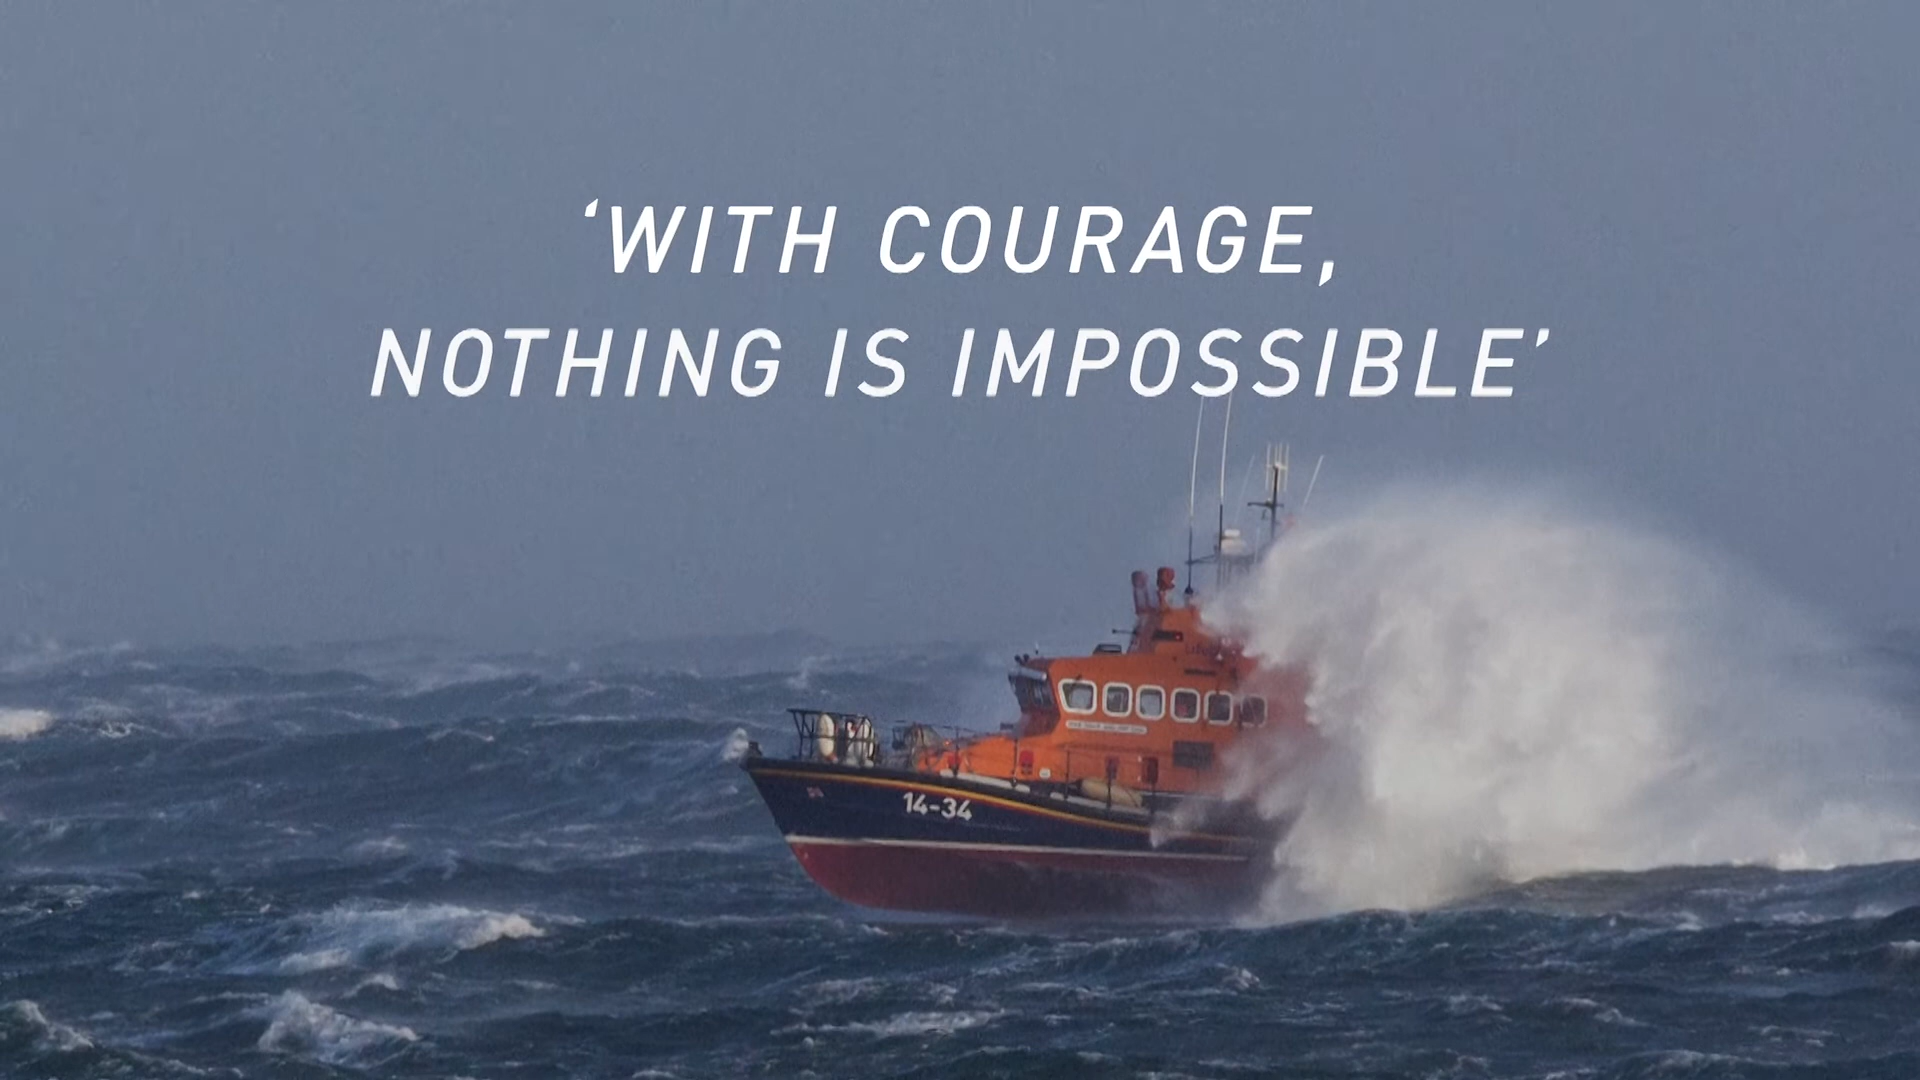 ‘WITH COURAGE,
NOTHING IS IMPOSSIBLE’
14-34